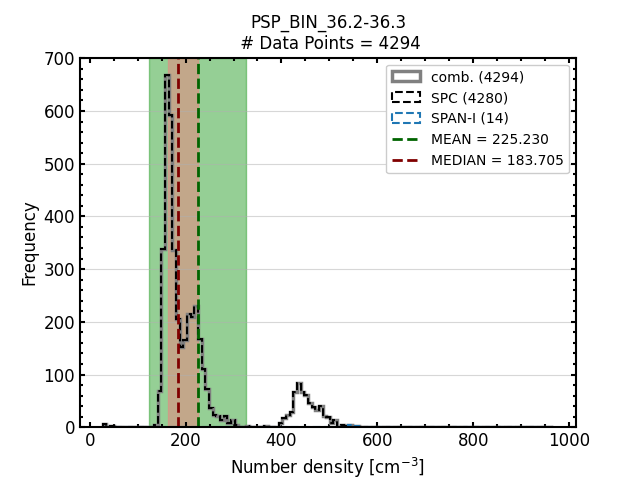 PSP_BIN_36.2-36.3
# Data Points = 4294
700
600
500
400
300
200
100
0
Frequency
comb. (4294)
SPC (4280)
SPAN-I (14)
MEAN = 225.230
MEDIAN = 183.705
0 200 400 600 800 1000
Number density [cm⁻³]